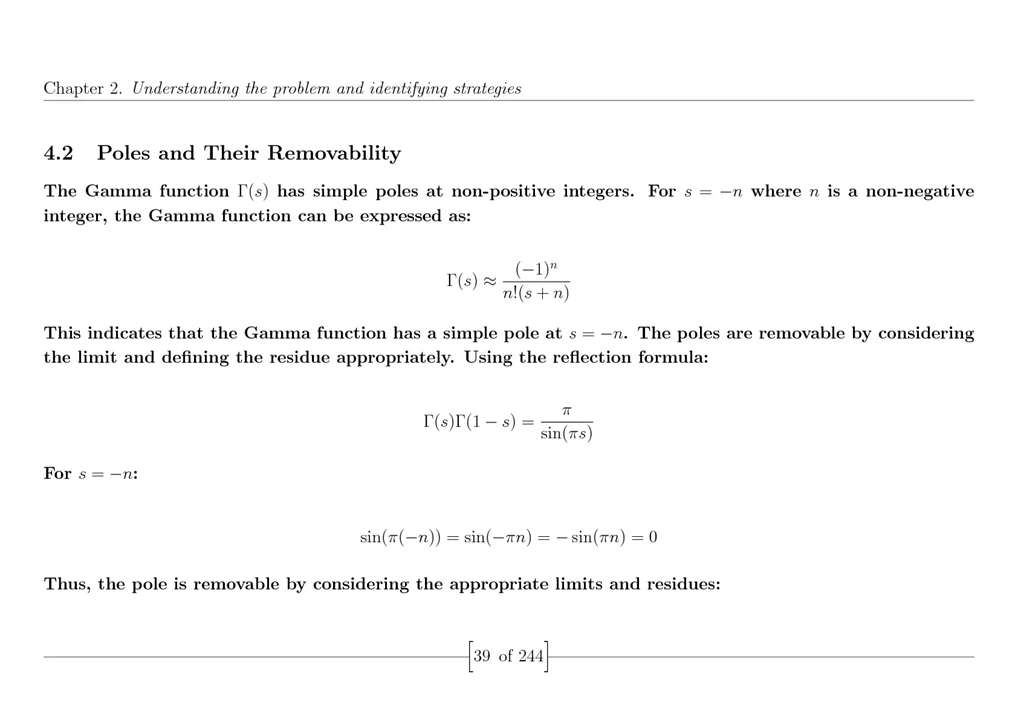 Chapter 2. Understanding the problem and identifying strategies
4.2 Poles and Their Removability
The Gamma function Γ(s) has simple poles at non-positive integers. For s = −n where n is a non-negative
integer, the Gamma function can be expressed as:
Γ(s) ≈ (−1)ⁿ / n!(s + n)
This indicates that the Gamma function has a simple pole at s = −n. The poles are removable by considering
the limit and defining the residue appropriately. Using the reflection formula:
Γ(s)Γ(1 − s) = π / sin(πs)
For s = −n:
sin(π(−n)) = sin(−πn) = − sin(πn) = 0
Thus, the pole is removable by considering the appropriate limits and residues:
[39 of 244]